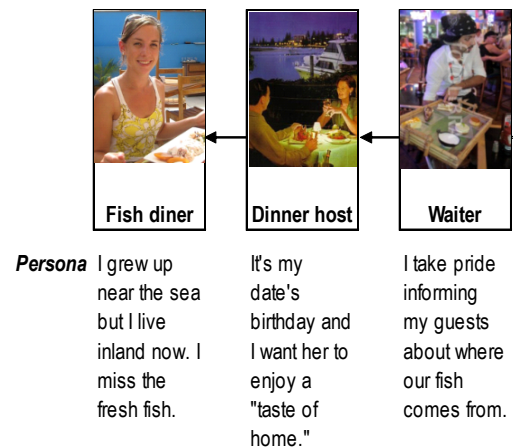 Fish diner
Dinner host
Waiter
Persona
I grew up
near the sea
but I live
inland now. I
miss the
fresh fish.
It's my
date's
birthday and
I want her to
enjoy a
"taste of
home."
I take pride
informing
my guests
about where
our fish
comes from.